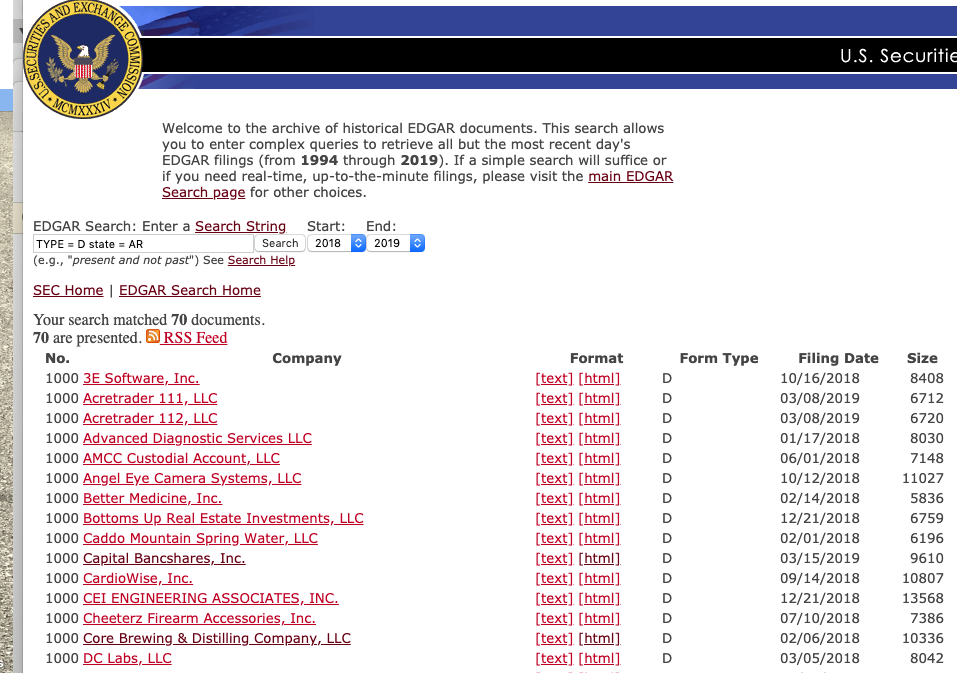 U.S. SECURITIES AND EXCHANGE COMMISSION
MCMXXXIV
U.S. Securitie
Welcome to the archive of historical EDGAR documents. This search allows
you to enter complex queries to retrieve all but the most recent day's
EDGAR filings (from 1994 through 2019). If a simple search will suffice or
if you need real-time, up-to-the-minute filings, please visit the main EDGAR
Search page for other choices.
EDGAR Search: Enter a Search String Start: End:
TYPE = D state = AR Search 2018 2019
(e.g., "present and not past") See Search Help
SEC Home | EDGAR Search Home
Your search matched 70 documents.
70 are presented. RSS Feed
No. Company Format Form Type Filing Date Size
1000 3E Software, Inc. [text] [html] D 10/16/2018 8408
1000 Acretrader 111, LLC [text] [html] D 03/08/2019 6712
1000 Acretrader 112, LLC [text] [html] D 03/08/2019 6720
1000 Advanced Diagnostic Services LLC [text] [html] D 01/17/2018 8030
1000 AMCC Custodial Account, LLC [text] [html] D 06/01/2018 7148
1000 Angel Eye Camera Systems, LLC [text] [html] D 10/12/2018 11027
1000 Better Medicine, Inc. [text] [html] D 02/14/2018 5836
1000 Bottoms Up Real Estate Investments, LLC [text] [html] D 12/21/2018 6759
1000 Caddo Mountain Spring Water, LLC [text] [html] D 02/01/2018 6196
1000 Capital Bancshares, Inc. [text] [html] D 03/15/2019 9610
1000 CardioWise, Inc. [text] [html] D 09/14/2018 10807
1000 CEI ENGINEERING ASSOCIATES, INC. [text] [html] D 12/21/2018 13568
1000 Cheeterz Firearm Accessories, Inc. [text] [html] D 07/10/2018 7386
1000 Core Brewing & Distilling Company, LLC [text] [html] D 02/06/2018 10336
1000 DC Labs, LLC [text] [html] D 03/05/2018 8042